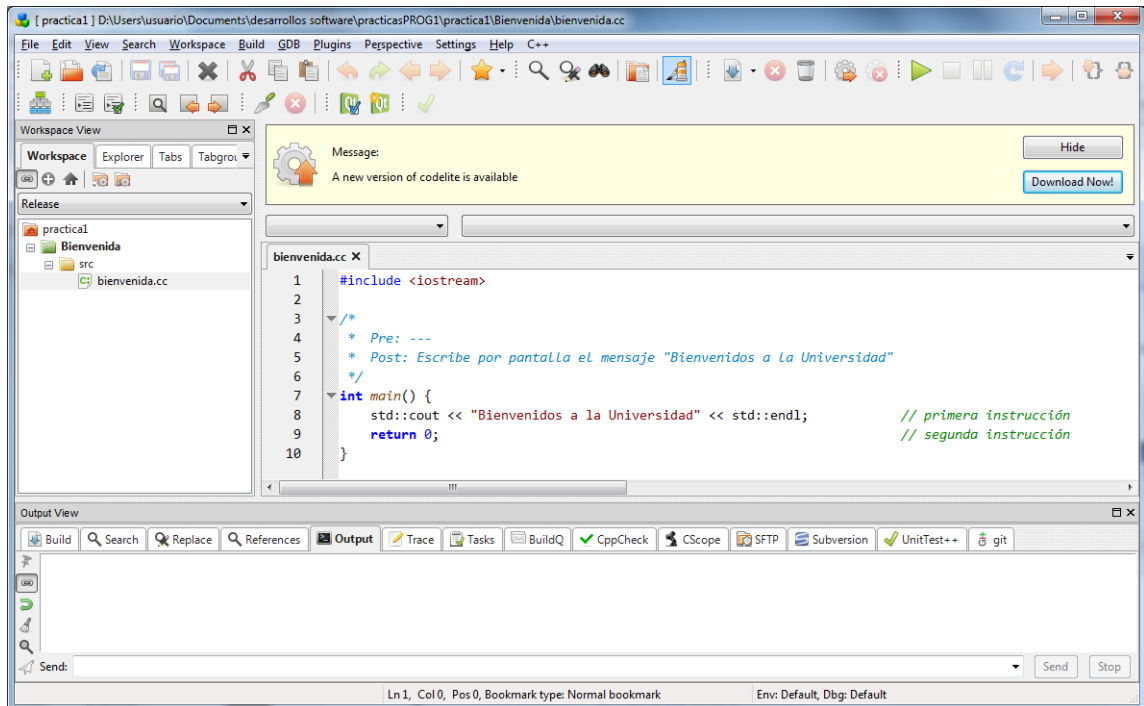 [ practica1 ] D:\Users\usuario\Documents\desarrollos software\practicasPROG1\practica1\Bienvenida\bienvenida.cc
File Edit View Search Workspace Build GDB Plugins Perspective Settings Help C++
Workspace View
Workspace Explorer Tabs
Release
practica1
Bienvenida
src
bienvenida.cc
Message:
A new version of codelite is available
Hide
Download Now!
bienvenida.cc
1 #include <iostream>
2
3 /*
4 * Pre: ---
5 * Post: Escribe por pantalla el mensaje "Bienvenidos a la Universidad"
6 */
7 int main() {
8 std::cout << "Bienvenidos a la Universidad" << std::endl; // primera instrucción
9 return 0; // segunda instrucción
10 }
Output View
Build Search Replace References Output Trace Tasks BuildQ CppCheck CScope SFTP Subversion UnitTest++ git
Send:
Send Stop
Ln 1, Col 0, Pos 0, Bookmark type: Normal bookmark Env: Default, Dbg: Default